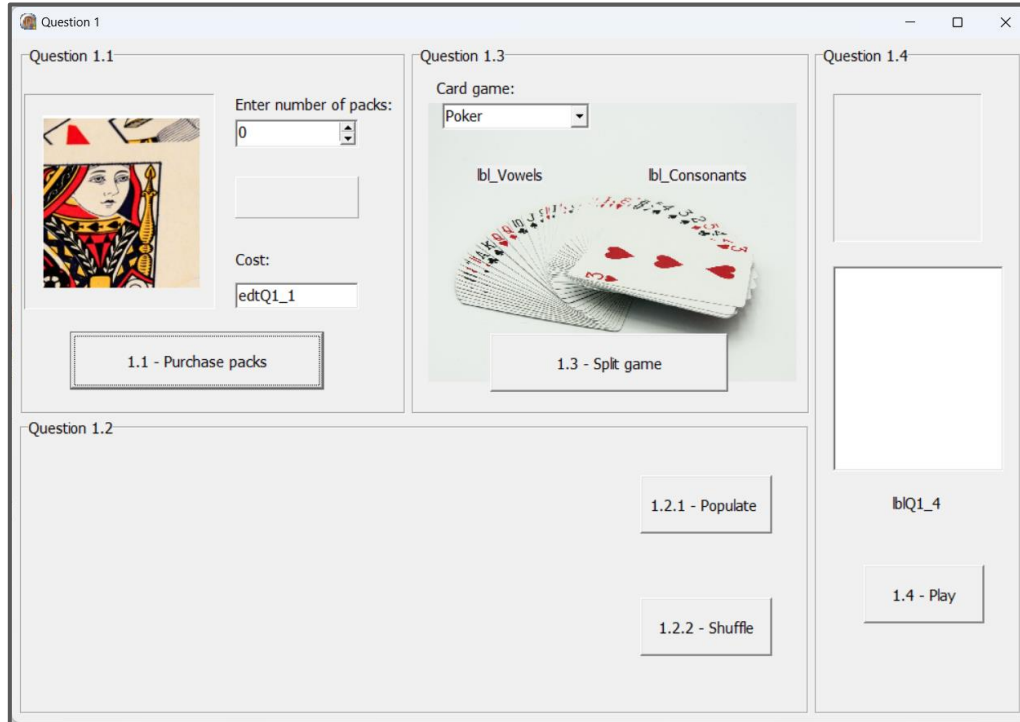 Question 1
Question 1.1
Enter number of packs:
0
Cost:
edtQ1_1
1.1 - Purchase packs
Question 1.3
Card game:
Poker
lbl_Vowels
lbl_Consonants
1.3 - Split game
Question 1.4
lblQ1_4
1.4 - Play
Question 1.2
1.2.1 - Populate
1.2.2 - Shuffle